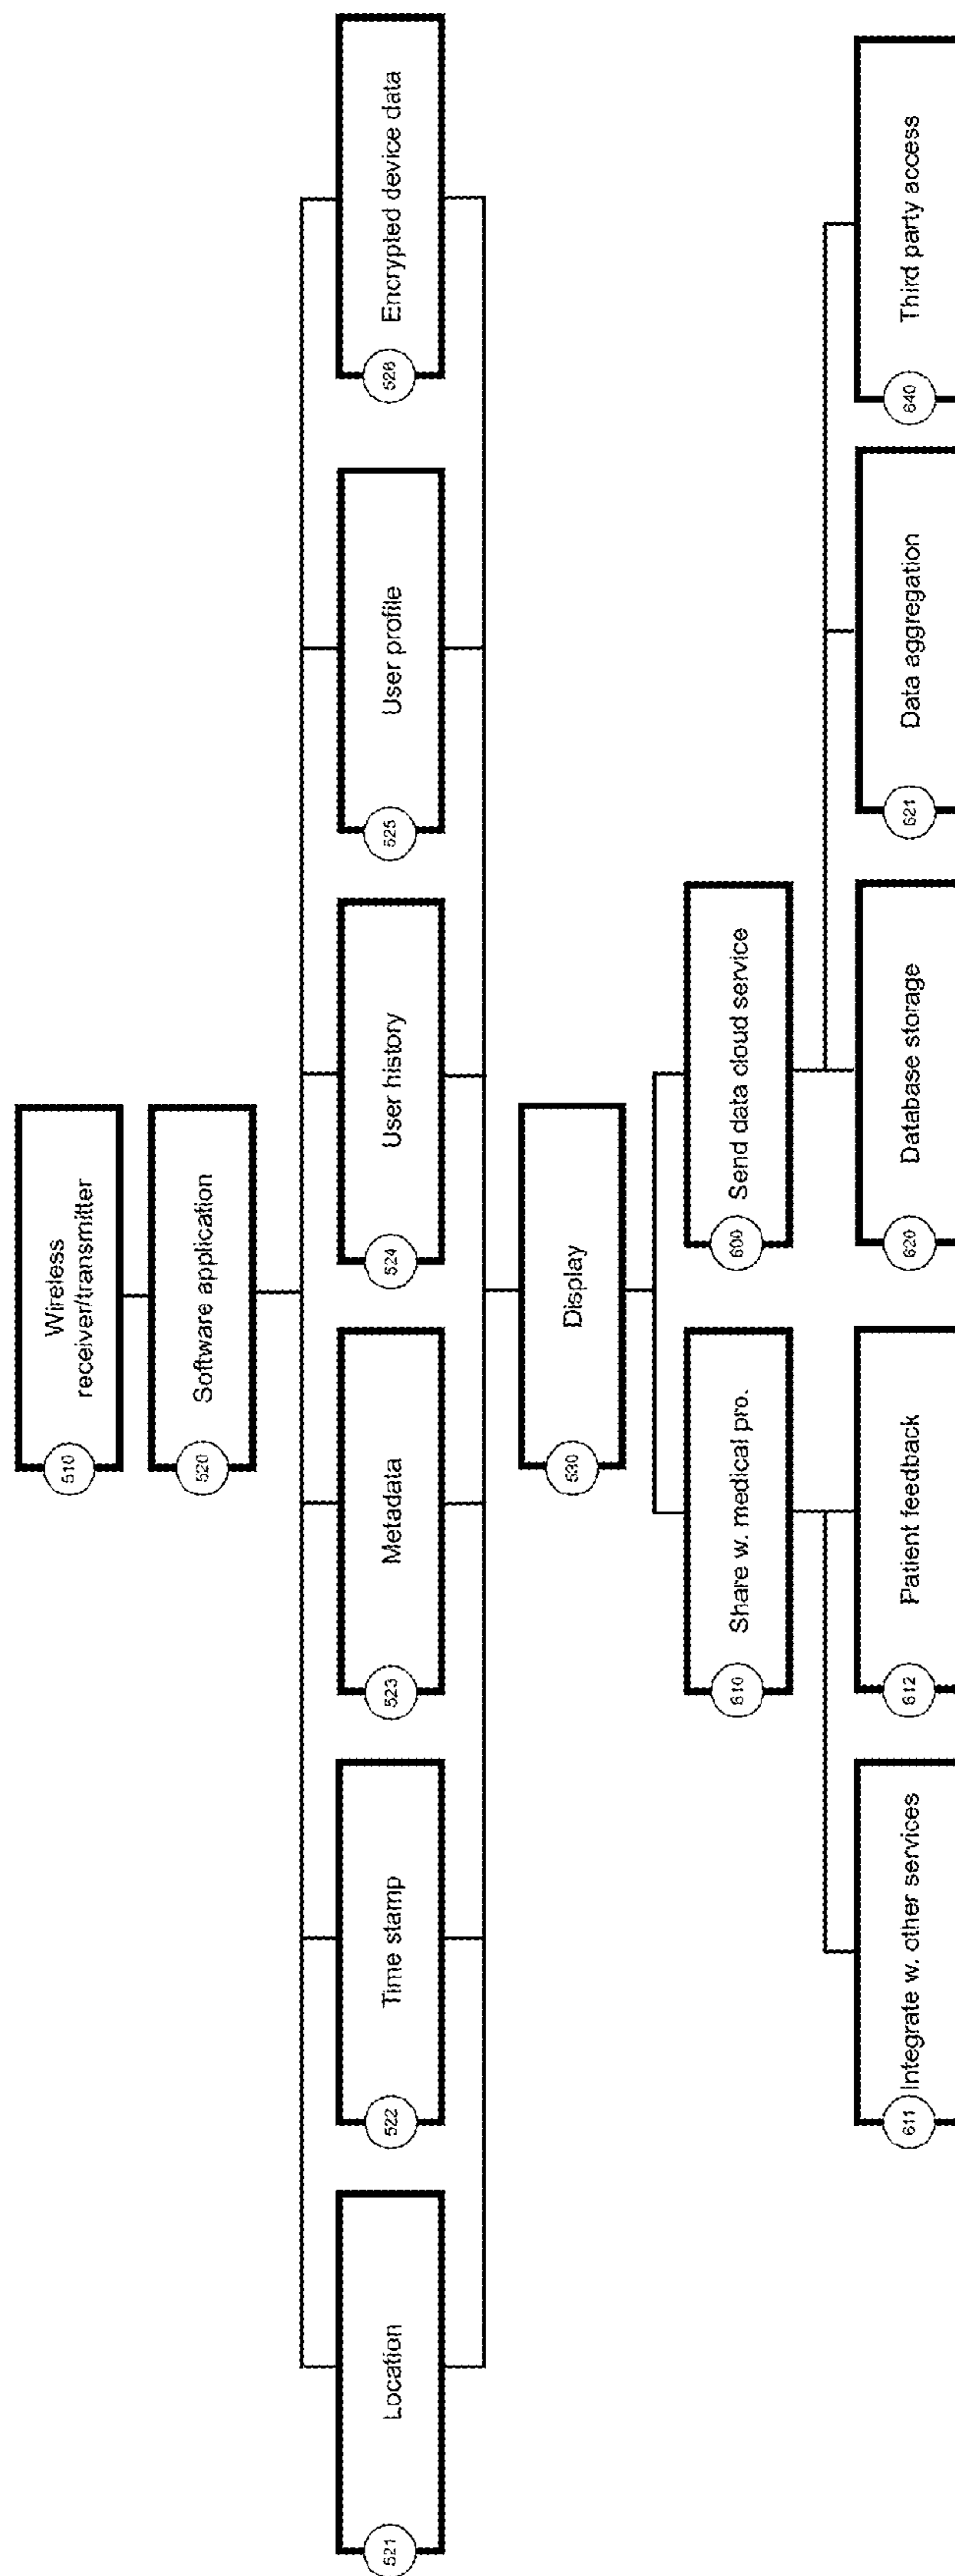 510
Wireless
receiver/transmitter
520
Software application
521
Location
522
Time stamp
523
Metadata
524
User history
525
User profile
526
Encrypted device data
530
Display
610
Share w. medical pro.
600
Send data cloud service
611
Integrate w. other services
612
Patient feedback
620
Database storage
621
Data aggregation
640
Third party access